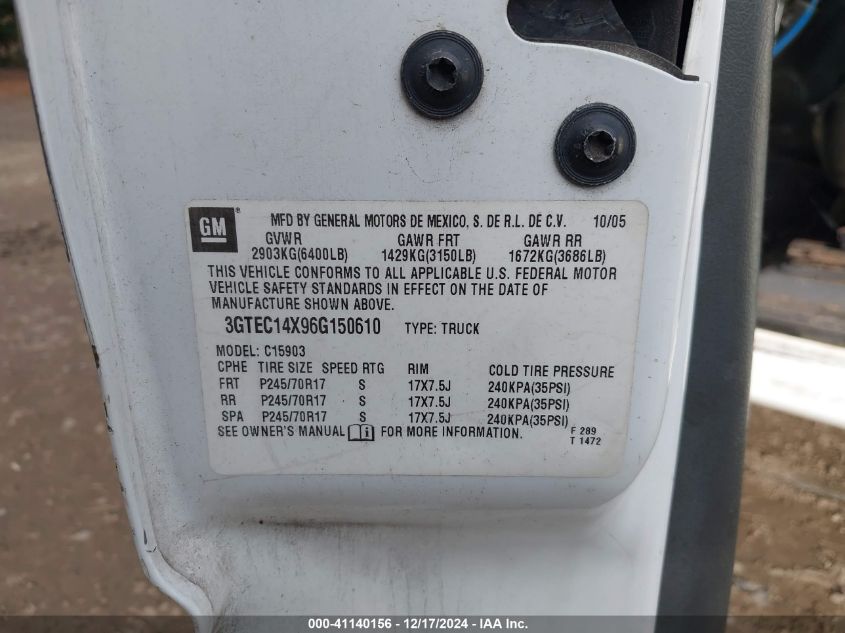 GM MFD BY GENERAL MOTORS DE MEXICO, S. DE R.L. DE C.V. 10/05
GVWR GAWR FRT GAWR RR
2903KG(6400LB) 1429KG(3150LB) 1672KG(3686LB)
THIS VEHICLE CONFORMS TO ALL APPLICABLE U.S. FEDERAL MOTOR
VEHICLE SAFETY STANDARDS IN EFFECT ON THE DATE OF
MANUFACTURE SHOWN ABOVE.
3GTEC14X96G150610 TYPE: TRUCK
MODEL: C15903
CPHE TIRE SIZE SPEED RTG RIM COLD TIRE PRESSURE
FRT P245/70R17 S 17X7.5J 240KPA(35PSI)
RR P245/70R17 S 17X7.5J 240KPA(35PSI)
SPA P245/70R17 S 17X7.5J 240KPA(35PSI)
SEE OWNER'S MANUAL FOR MORE INFORMATION. F 289
T 1472
000-41140156 - 12/17/2024 - IAA Inc.